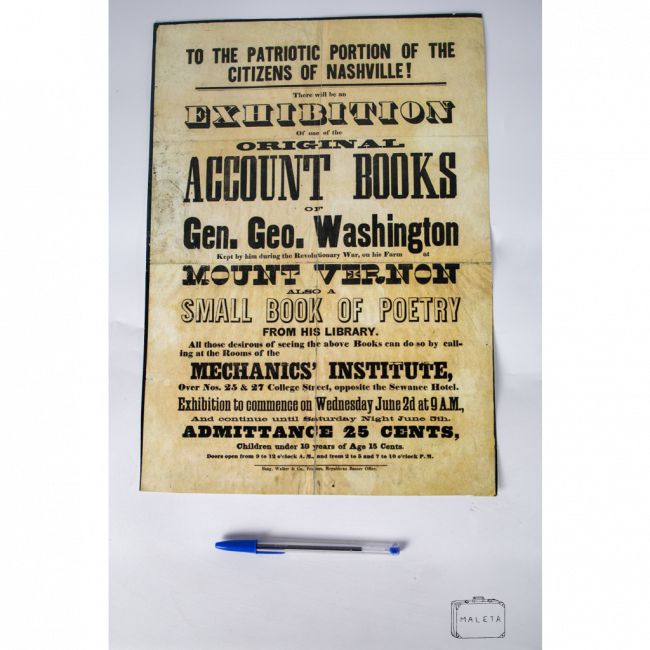 TO THE PATRIOTIC PORTION OF THE
CITIZENS OF NASHVILLE!
There will be an
EXHIBITION
Of one of the
ORIGINAL
ACCOUNT BOOKS
OF
Gen. Geo. Washington
Kept by him during the Revolutionary War, on his Farm at
MOUNT VERNON
ALSO A
SMALL BOOK OF POETRY
FROM HIS LIBRARY.
All those desirous of seeing the above Books can do so by call-
ing at the Rooms of the
MECHANICS' INSTITUTE,
Over Nos. 25 & 27 College Street, opposite the Sewanee Hotel.
Exhibition to commence on Wednesday June 2d at 9 A.M.,
And continue until Saturday Night June 5th.
ADMITTANCE 25 CENTS,
Children under 10 years of Age 15 Cents.
Doors open from 9 to 12 o'clock A. M., and from 2 to 5 and 7 to 10 o'clock P. M.
& Co., Printers, Republican Banner Office.
MALETA